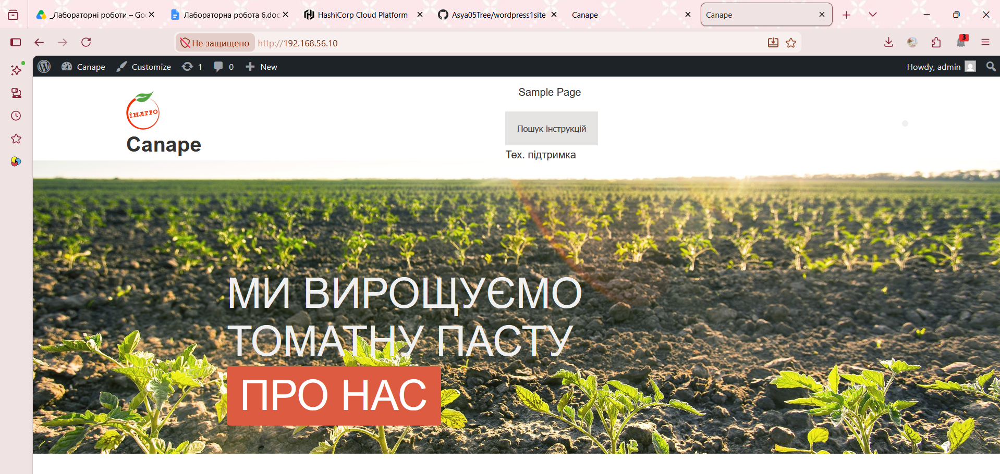 _Лабораторні роботи – Goo
Лабораторна робота 6.doc
HashiCorp Cloud Platform
Asya05Tree/wordpress1site
Canape
Canape
Не защищено
http://192.168.56.10
3
Canape
Customize
1
0
New
Howdy, admin
інагро
Canape
Sample Page
Пошук інструкцій
Тех. підтримка
МИ ВИРОЩУЄМО
ТОМАТНУ ПАСТУ
ПРО НАС